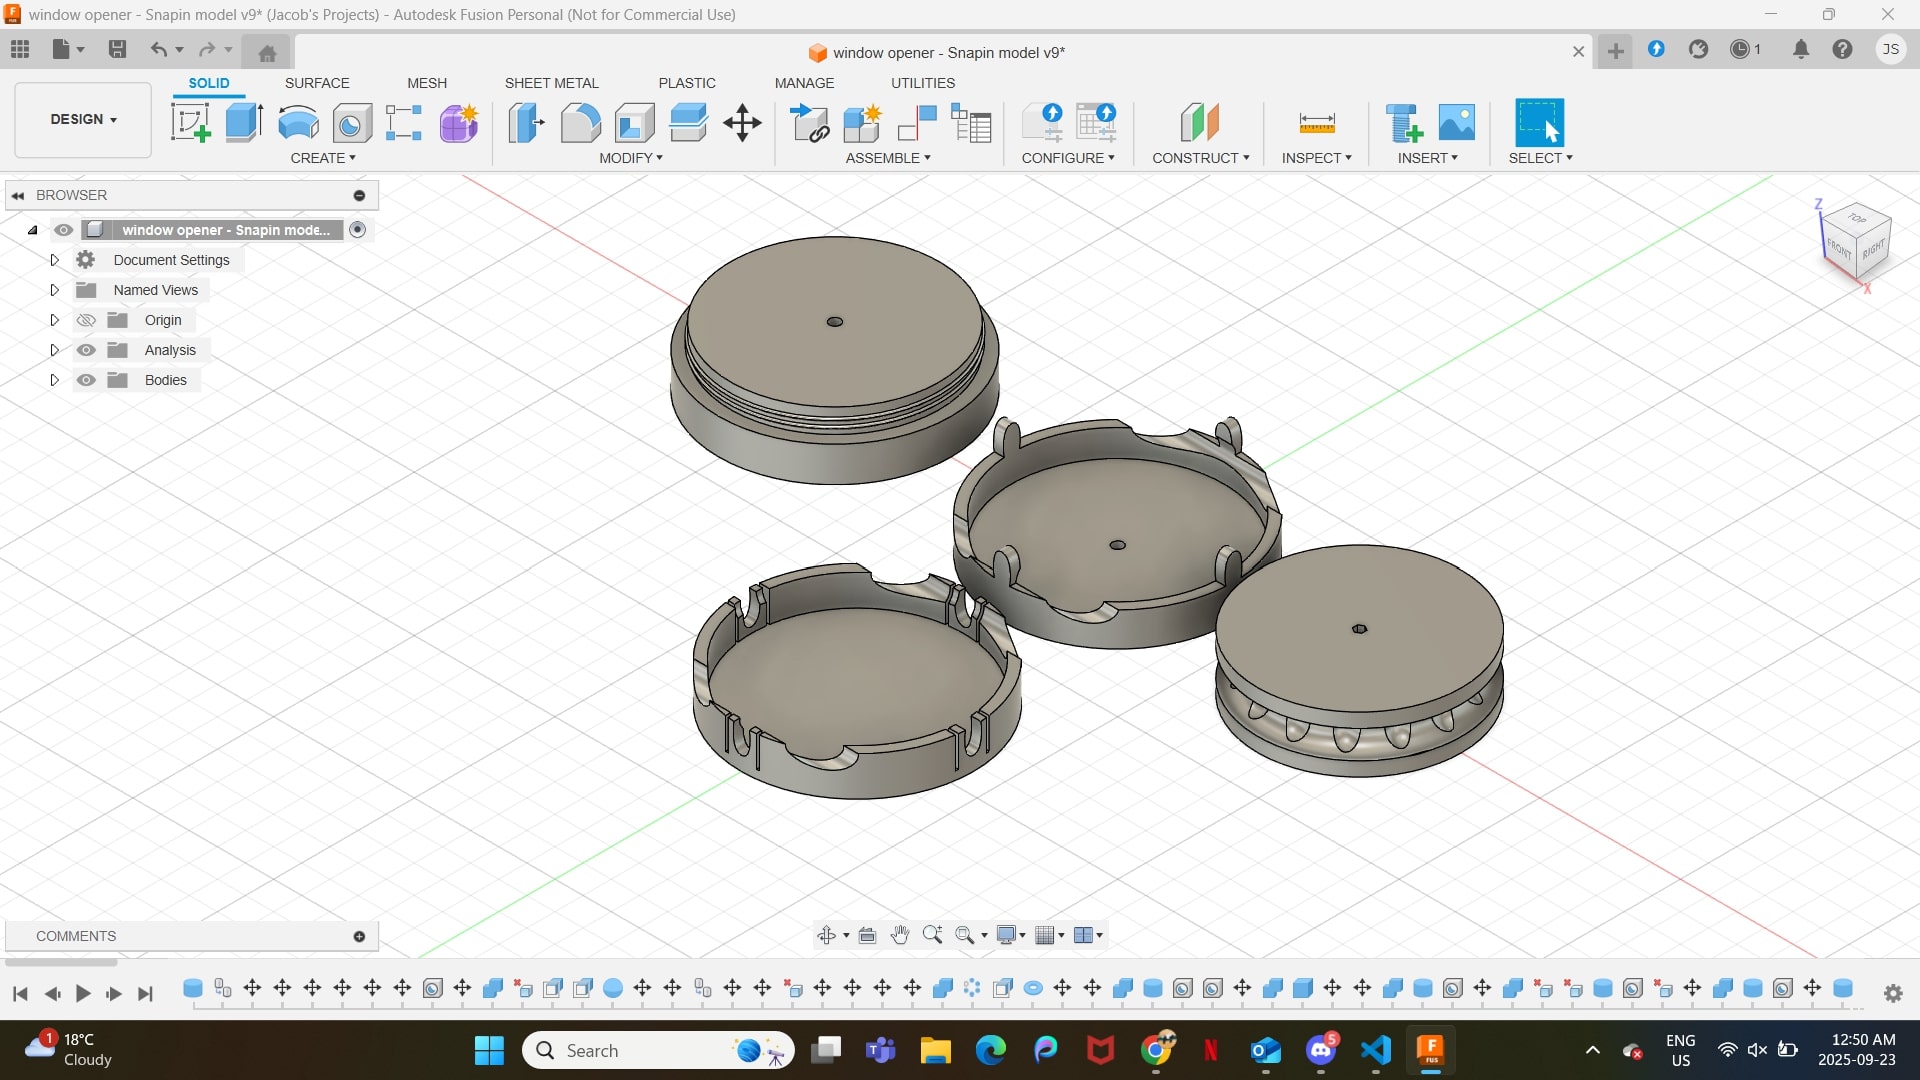 window opener - Snapin model v9* (Jacob's Projects) - Autodesk Fusion Personal (Not for Commercial Use)
window opener - Snapin model v9*
1
JS
SOLID SURFACE MESH SHEET METAL PLASTIC MANAGE UTILITIES
DESIGN
CREATE MODIFY ASSEMBLE CONFIGURE CONSTRUCT INSPECT INSERT SELECT
BROWSER
window opener - Snapin mode...
Document Settings
Named Views
Origin
Analysis
Bodies
Z
TOP
FRONT
RIGHT
X
COMMENTS
1
18°C
Cloudy
Search
5
F
FUS
ENG
US
12:50 AM
2025-09-23